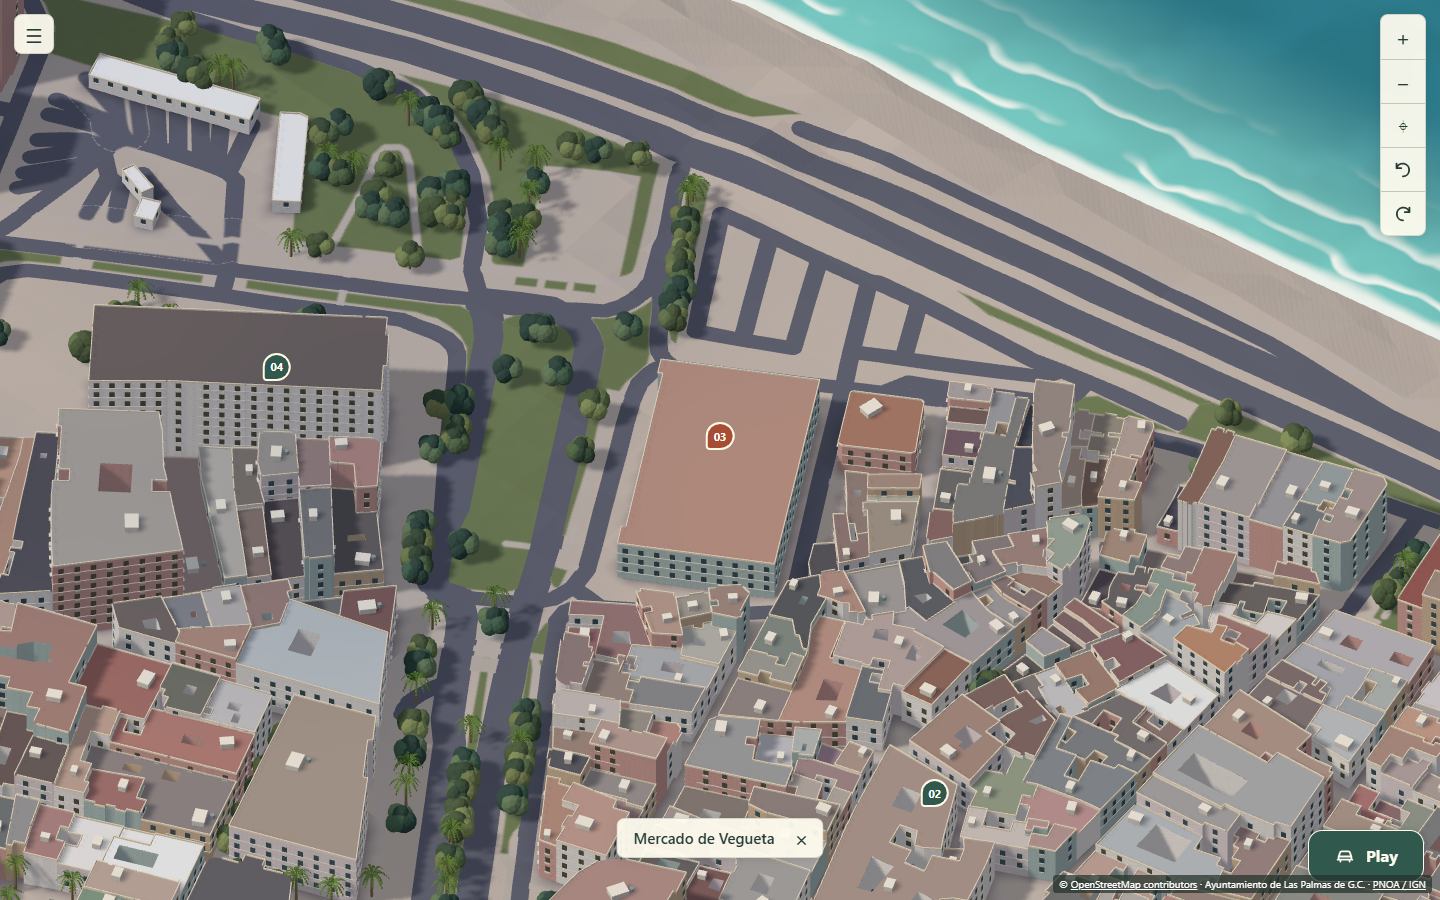 04
03
02
Mercado de Vegueta ×
Play
© OpenStreetMap contributors · Ayuntamiento de Las Palmas de G.C. · PNOA / IGN